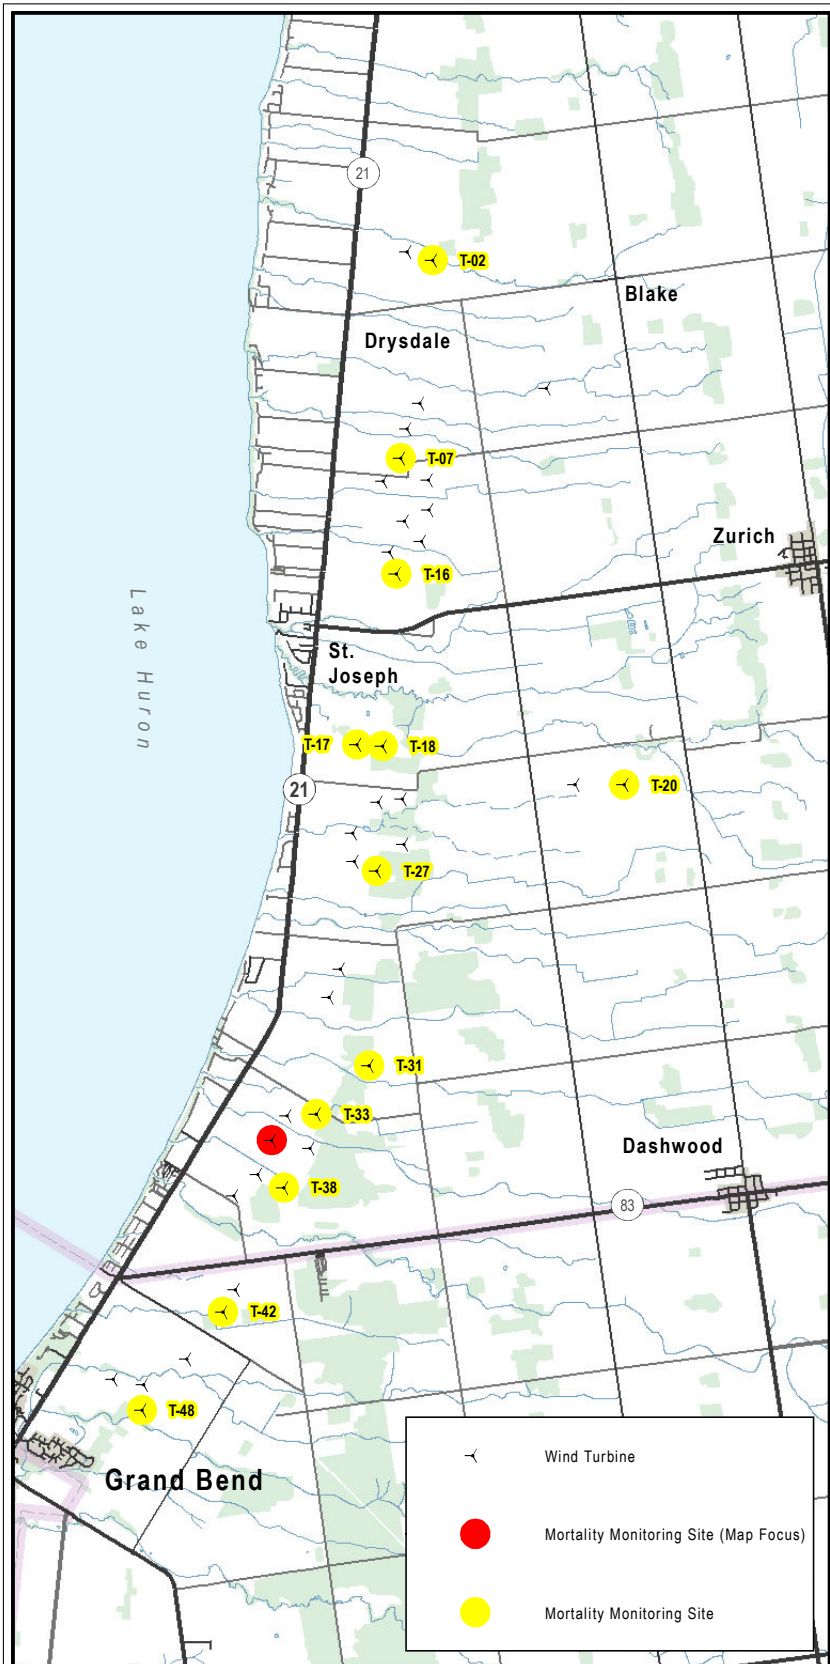 21
T-02
Blake
Drysdale
T-07
Zurich
T-16
Lake Huron
St.
Joseph
T-17
T-18
21
T-20
T-27
T-31
T-33
Dashwood
T-38
83
T-42
T-48
Grand Bend
Wind Turbine
Mortality Monitoring Site (Map Focus)
Mortality Monitoring Site